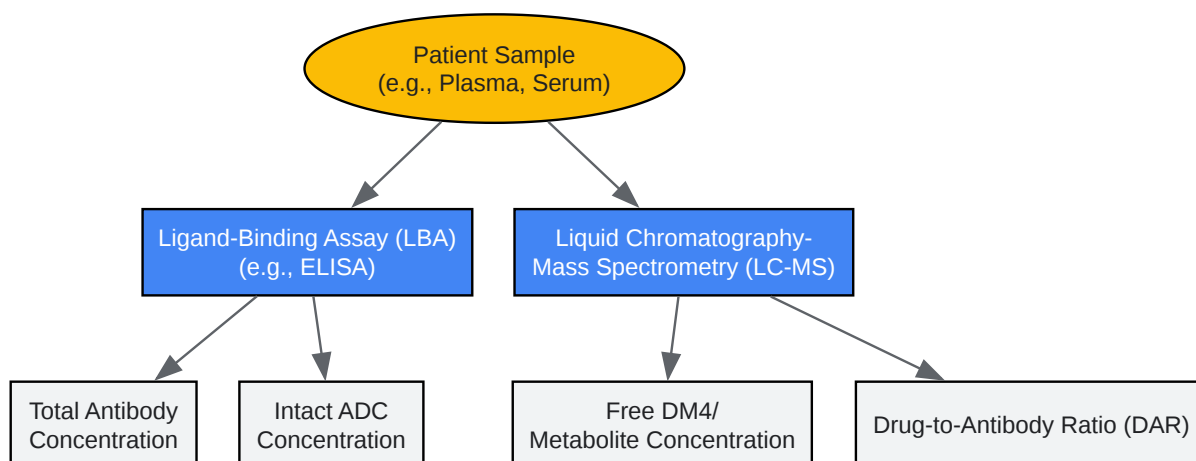 Patient Sample
(e.g., Plasma, Serum)
Ligand-Binding Assay (LBA)
(e.g., ELISA)
Liquid Chromatography-
Mass Spectrometry (LC-MS)
Total Antibody
Concentration
Intact ADC
Concentration
Free DM4/
Metabolite Concentration
Drug-to-Antibody Ratio (DAR)